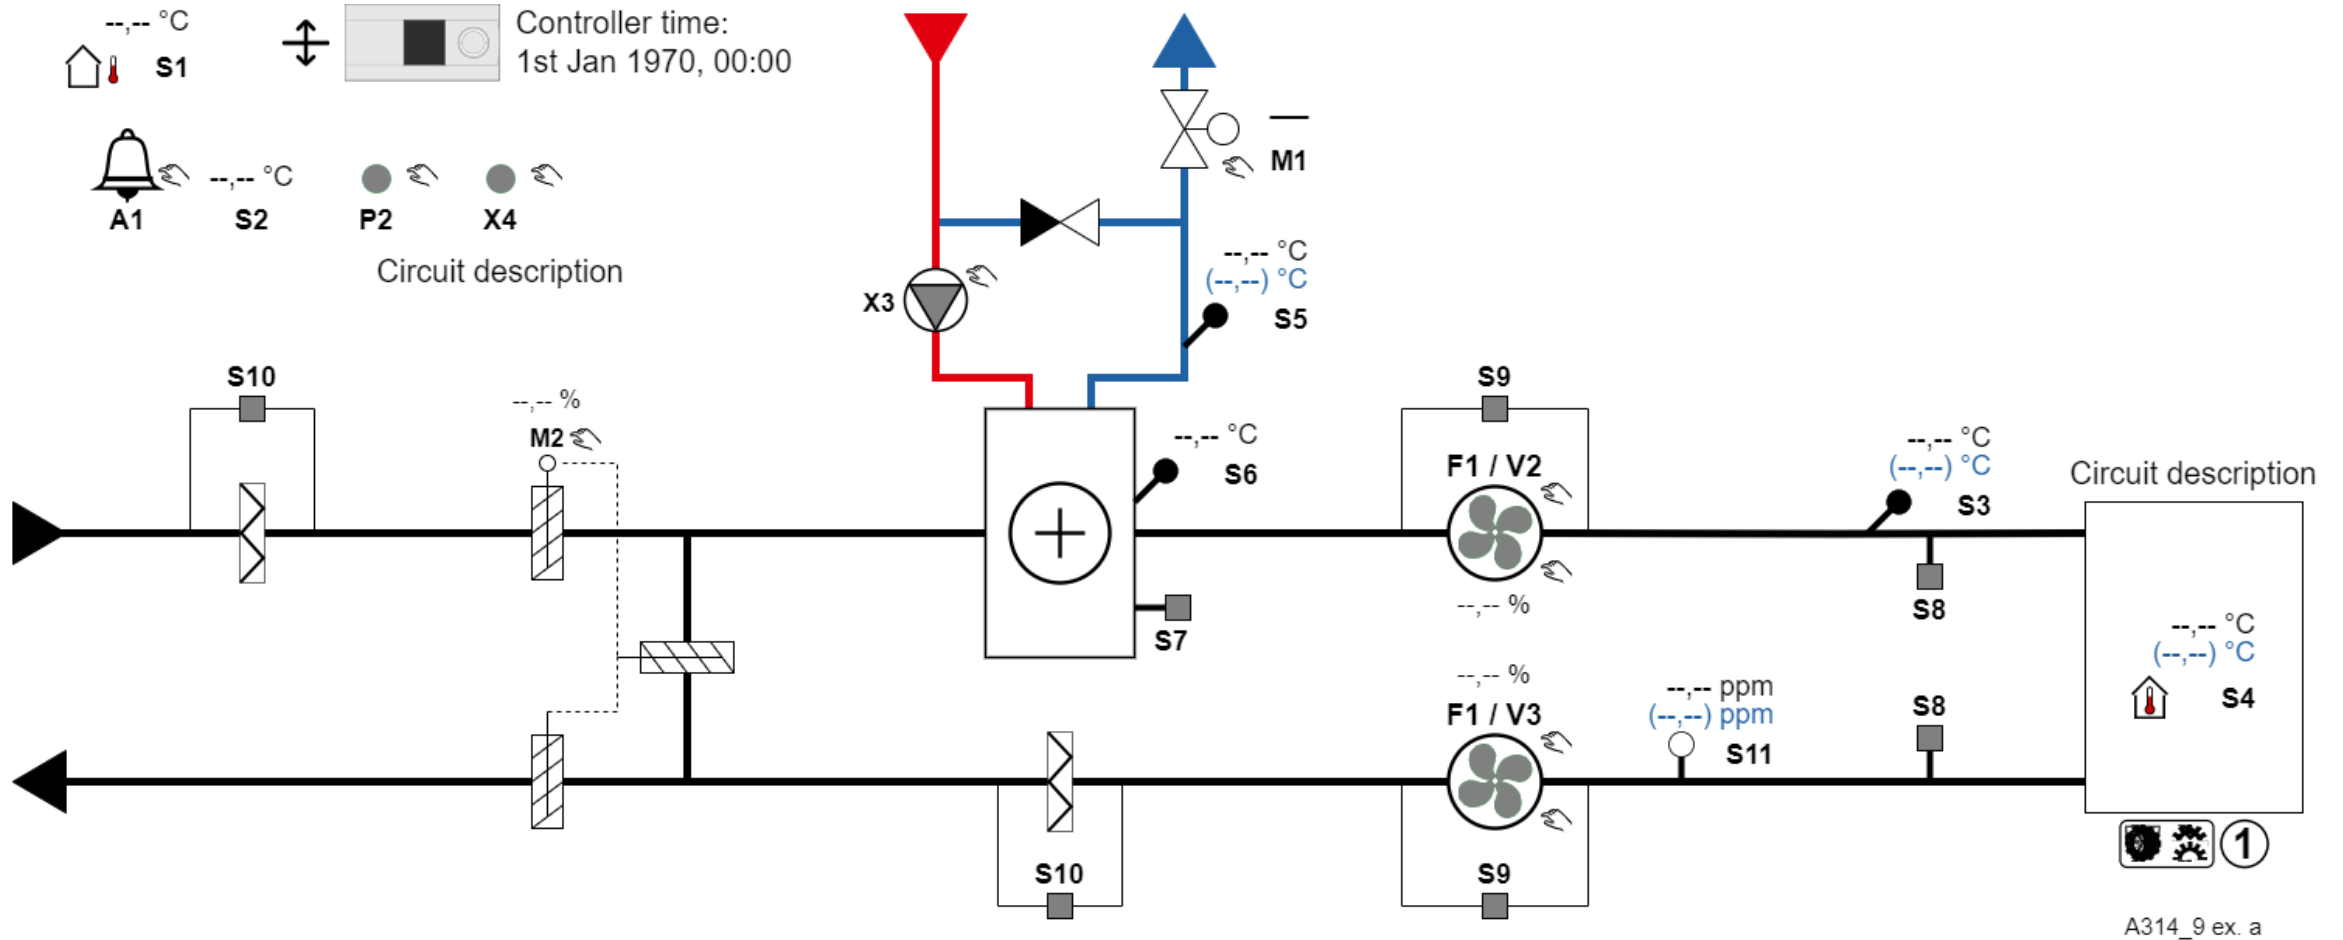 --,-- °C
S1
Controller time:
1st Jan 1970, 00:00
A1
--,-- °C
S2
P2
X4
Circuit description
M1
X3
--,-- °C
(--,--) °C
S5
S10
--,-- %
M2
--,-- °C
S6
S7
S9
F1 / V2
--,-- %
--,-- °C
(--,--) °C
S3
S8
Circuit description
--,-- °C
(--,--) °C
S4
--,-- %
F1 / V3
--,-- ppm
(--,--) ppm
S11
S8
S10
S9
1
A314_9 ex. a